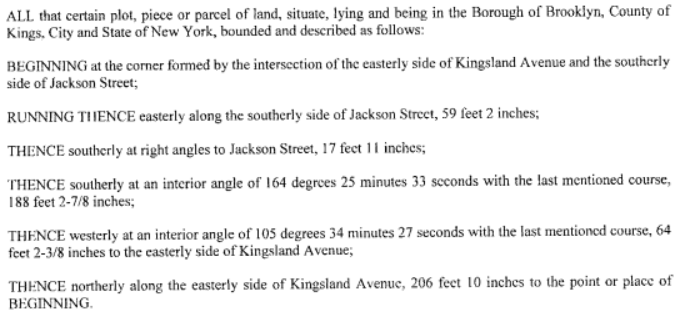 ALL that certain plot, piece or parcel of land, situate, lying and being in the Borough of Brooklyn, County of
Kings, City and State of New York, bounded and described as follows:
BEGINNING at the corner formed by the intersection of the easterly side of Kingsland Avenue and the southerly
side of Jackson Street;
RUNNING THENCE easterly along the southerly side of Jackson Street, 59 feet 2 inches;
THENCE southerly at right angles to Jackson Street, 17 feet 11 inches;
THENCE southerly at an interior angle of 164 degrees 25 minutes 33 seconds with the last mentioned course,
188 feet 2-7/8 inches;
THENCE westerly at an interior angle of 105 degrees 34 minutes 27 seconds with the last mentioned course, 64
feet 2-3/8 inches to the easterly side of Kingsland Avenue;
THENCE northerly along the easterly side of Kingsland Avenue, 206 feet 10 inches to the point or place of
BEGINNING.